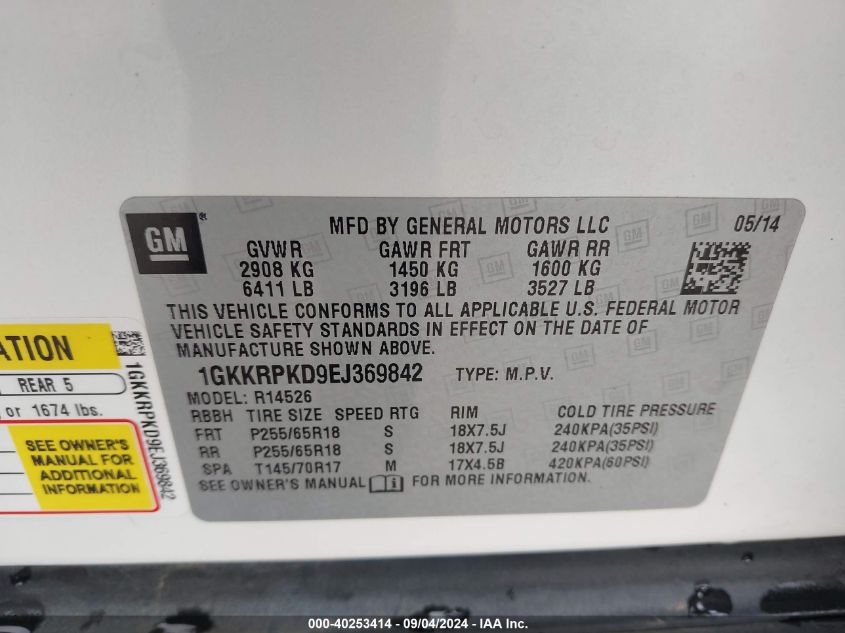 GM
MFD BY GENERAL MOTORS LLC 05/14
GVWR GAWR FRT GAWR RR
2908 KG 1450 KG 1600 KG
6411 LB 3196 LB 3527 LB
THIS VEHICLE CONFORMS TO ALL APPLICABLE U.S. FEDERAL MOTOR
VEHICLE SAFETY STANDARDS IN EFFECT ON THE DATE OF
MANUFACTURE SHOWN ABOVE.
1GKKRPKD9EJ369842 TYPE: M.P.V.
MODEL: R14526
RBBH TIRE SIZE SPEED RTG RIM COLD TIRE PRESSURE
FRT P255/65R18 S 18X7.5J 240KPA(35PSI)
RR P255/65R18 S 18X7.5J 240KPA(35PSI)
SPA T145/70R17 M 17X4.5B 420KPA(60PSI)
SEE OWNER'S MANUAL FOR MORE INFORMATION.
ATION
REAR 5
or 1674 lbs.
SEE OWNER'S
MANUAL FOR
ADDITIONAL
INFORMATION
1GKKRPKD9EJ369842
000-40253414 - 09/04/2024 - IAA Inc.